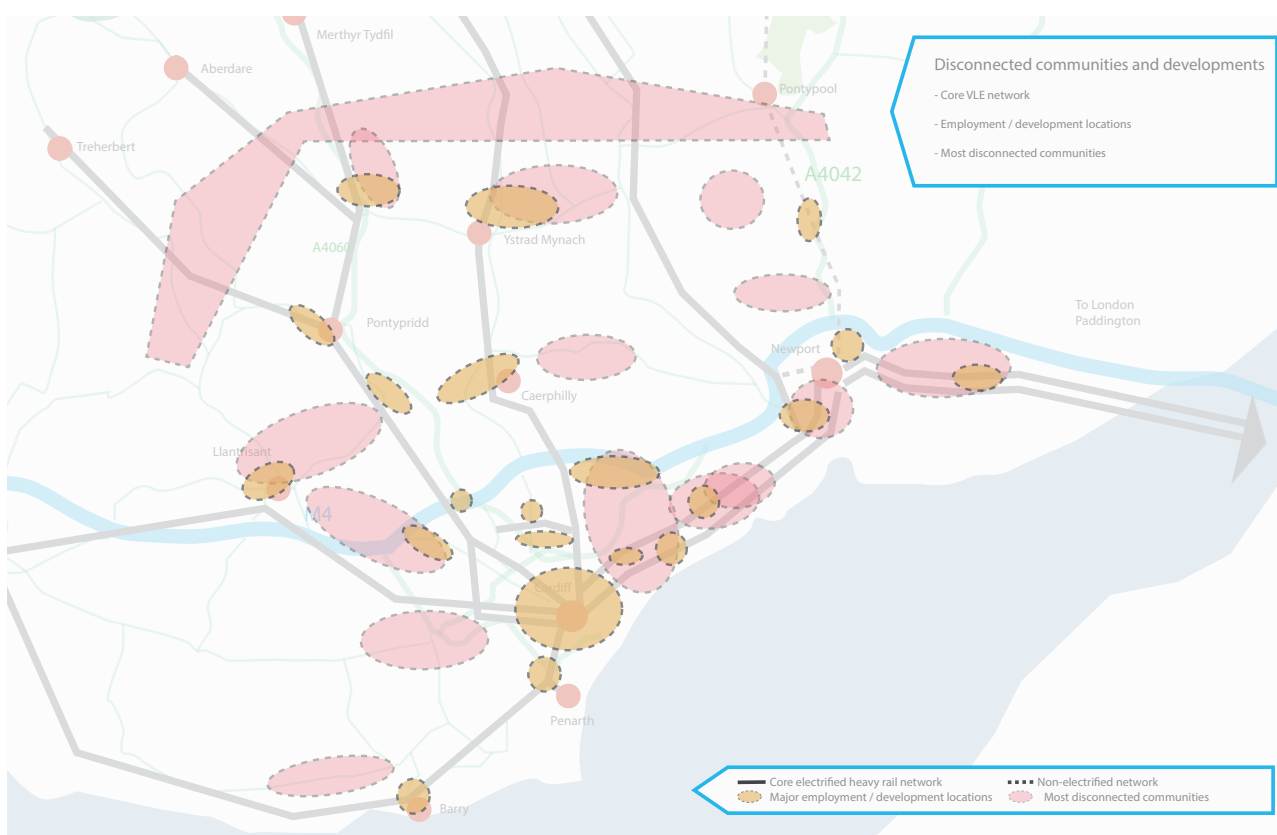 Merthyr Tydfil
Aberdare
Treherbert
Pontypool
Disconnected communities and developments
- Core VLE network
- Employment / development locations
- Most disconnected communities
A4042
A4060
Ystrad Mynach
Pontypridd
To London
Paddington
Newport
Caerphilly
Llantrisant
M4
Cardiff
Penarth
Barry
Core electrified heavy rail network
Non-electrified network
Major employment / development locations
Most disconnected communities